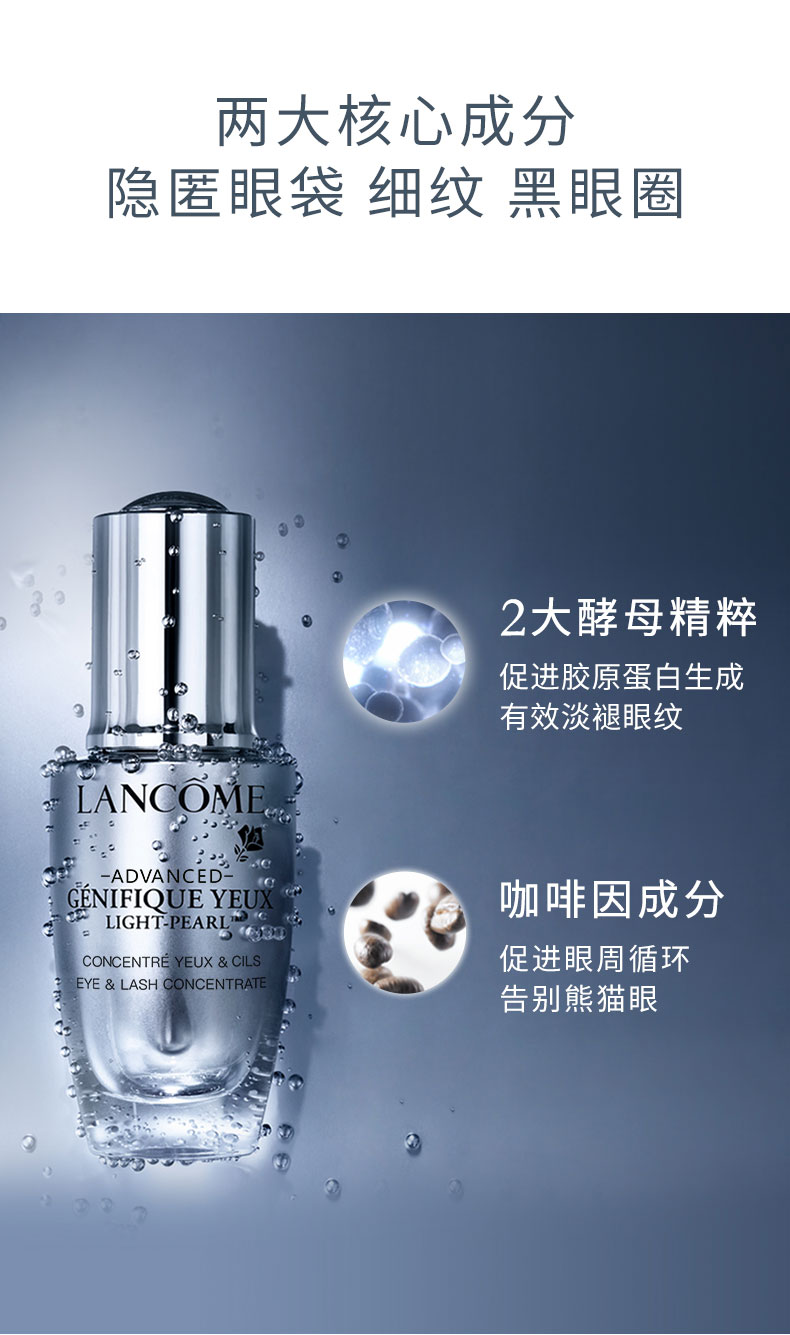 两大核心成分
隐匿眼袋 细纹 黑眼圈
2大酵母精粹
促进胶原蛋白生成
有效淡褪眼纹
LANCÔME
-ADVANCED-
GÉNIFIQUE YEUX
LIGHT-PEARL™
CONCENTRÉ YEUX & CILS
EYE & LASH CONCENTRATE
咖啡因成分
促进眼周循环
告别熊猫眼